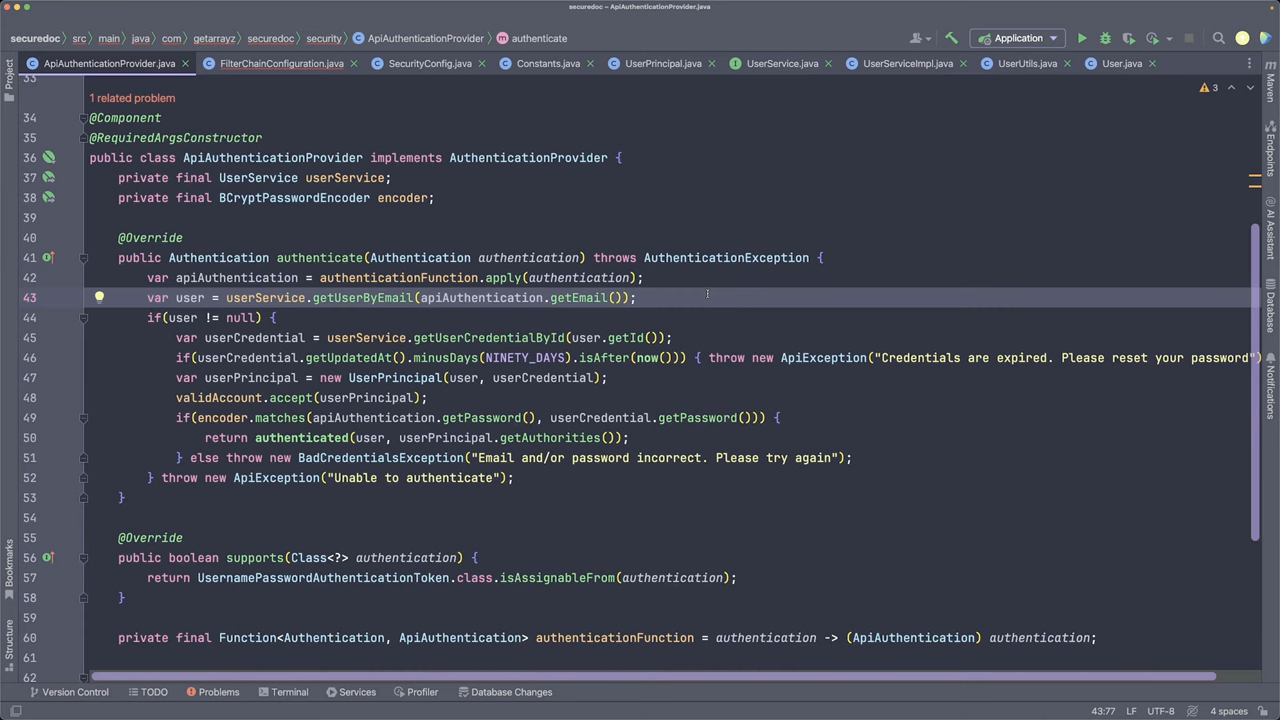 securedoc – ApiAuthenticationProvider.java
securedoc src main java com getarrayz securedoc security ApiAuthenticationProvider authenticate Application
ApiAuthenticationProvider.java FilterChainConfiguration.java SecurityConfig.java Constants.java UserPrincipal.java UserService.java UserServiceImpl.java UserUtils.java User.java
33
1 related problem 3
34 @Component
35 @RequiredArgsConstructor
36 public class ApiAuthenticationProvider implements AuthenticationProvider {
37 private final UserService userService;
38 private final BCryptPasswordEncoder encoder;
39
40 @Override
41 public Authentication authenticate(Authentication authentication) throws AuthenticationException {
42 var apiAuthentication = authenticationFunction.apply(authentication);
43 var user = userService.getUserByEmail(apiAuthentication.getEmail());
44 if(user != null) {
45 var userCredential = userService.getUserCredentialById(user.getId());
46 if(userCredential.getUpdatedAt().minusDays(NINETY_DAYS).isAfter(now())) { throw new ApiException("Credentials are expired. Please reset your password")
47 var userPrincipal = new UserPrincipal(user, userCredential);
48 validAccount.accept(userPrincipal);
49 if(encoder.matches(apiAuthentication.getPassword(), userCredential.getPassword())) {
50 return authenticated(user, userPrincipal.getAuthorities());
51 } else throw new BadCredentialsException("Email and/or password incorrect. Please try again");
52 } throw new ApiException("Unable to authenticate");
53 }
54
55 @Override
56 public boolean supports(Class<?> authentication) {
57 return UsernamePasswordAuthenticationToken.class.isAssignableFrom(authentication);
58 }
59
60 private final Function<Authentication, ApiAuthentication> authenticationFunction = authentication -> (ApiAuthentication) authentication;
61
62
Project
Bookmarks
Structure
Maven
Endpoints
AI Assistant
Notifications
Version Control TODO Problems Terminal Services Profiler Database Changes
43:77 LF UTF-8 4 spaces